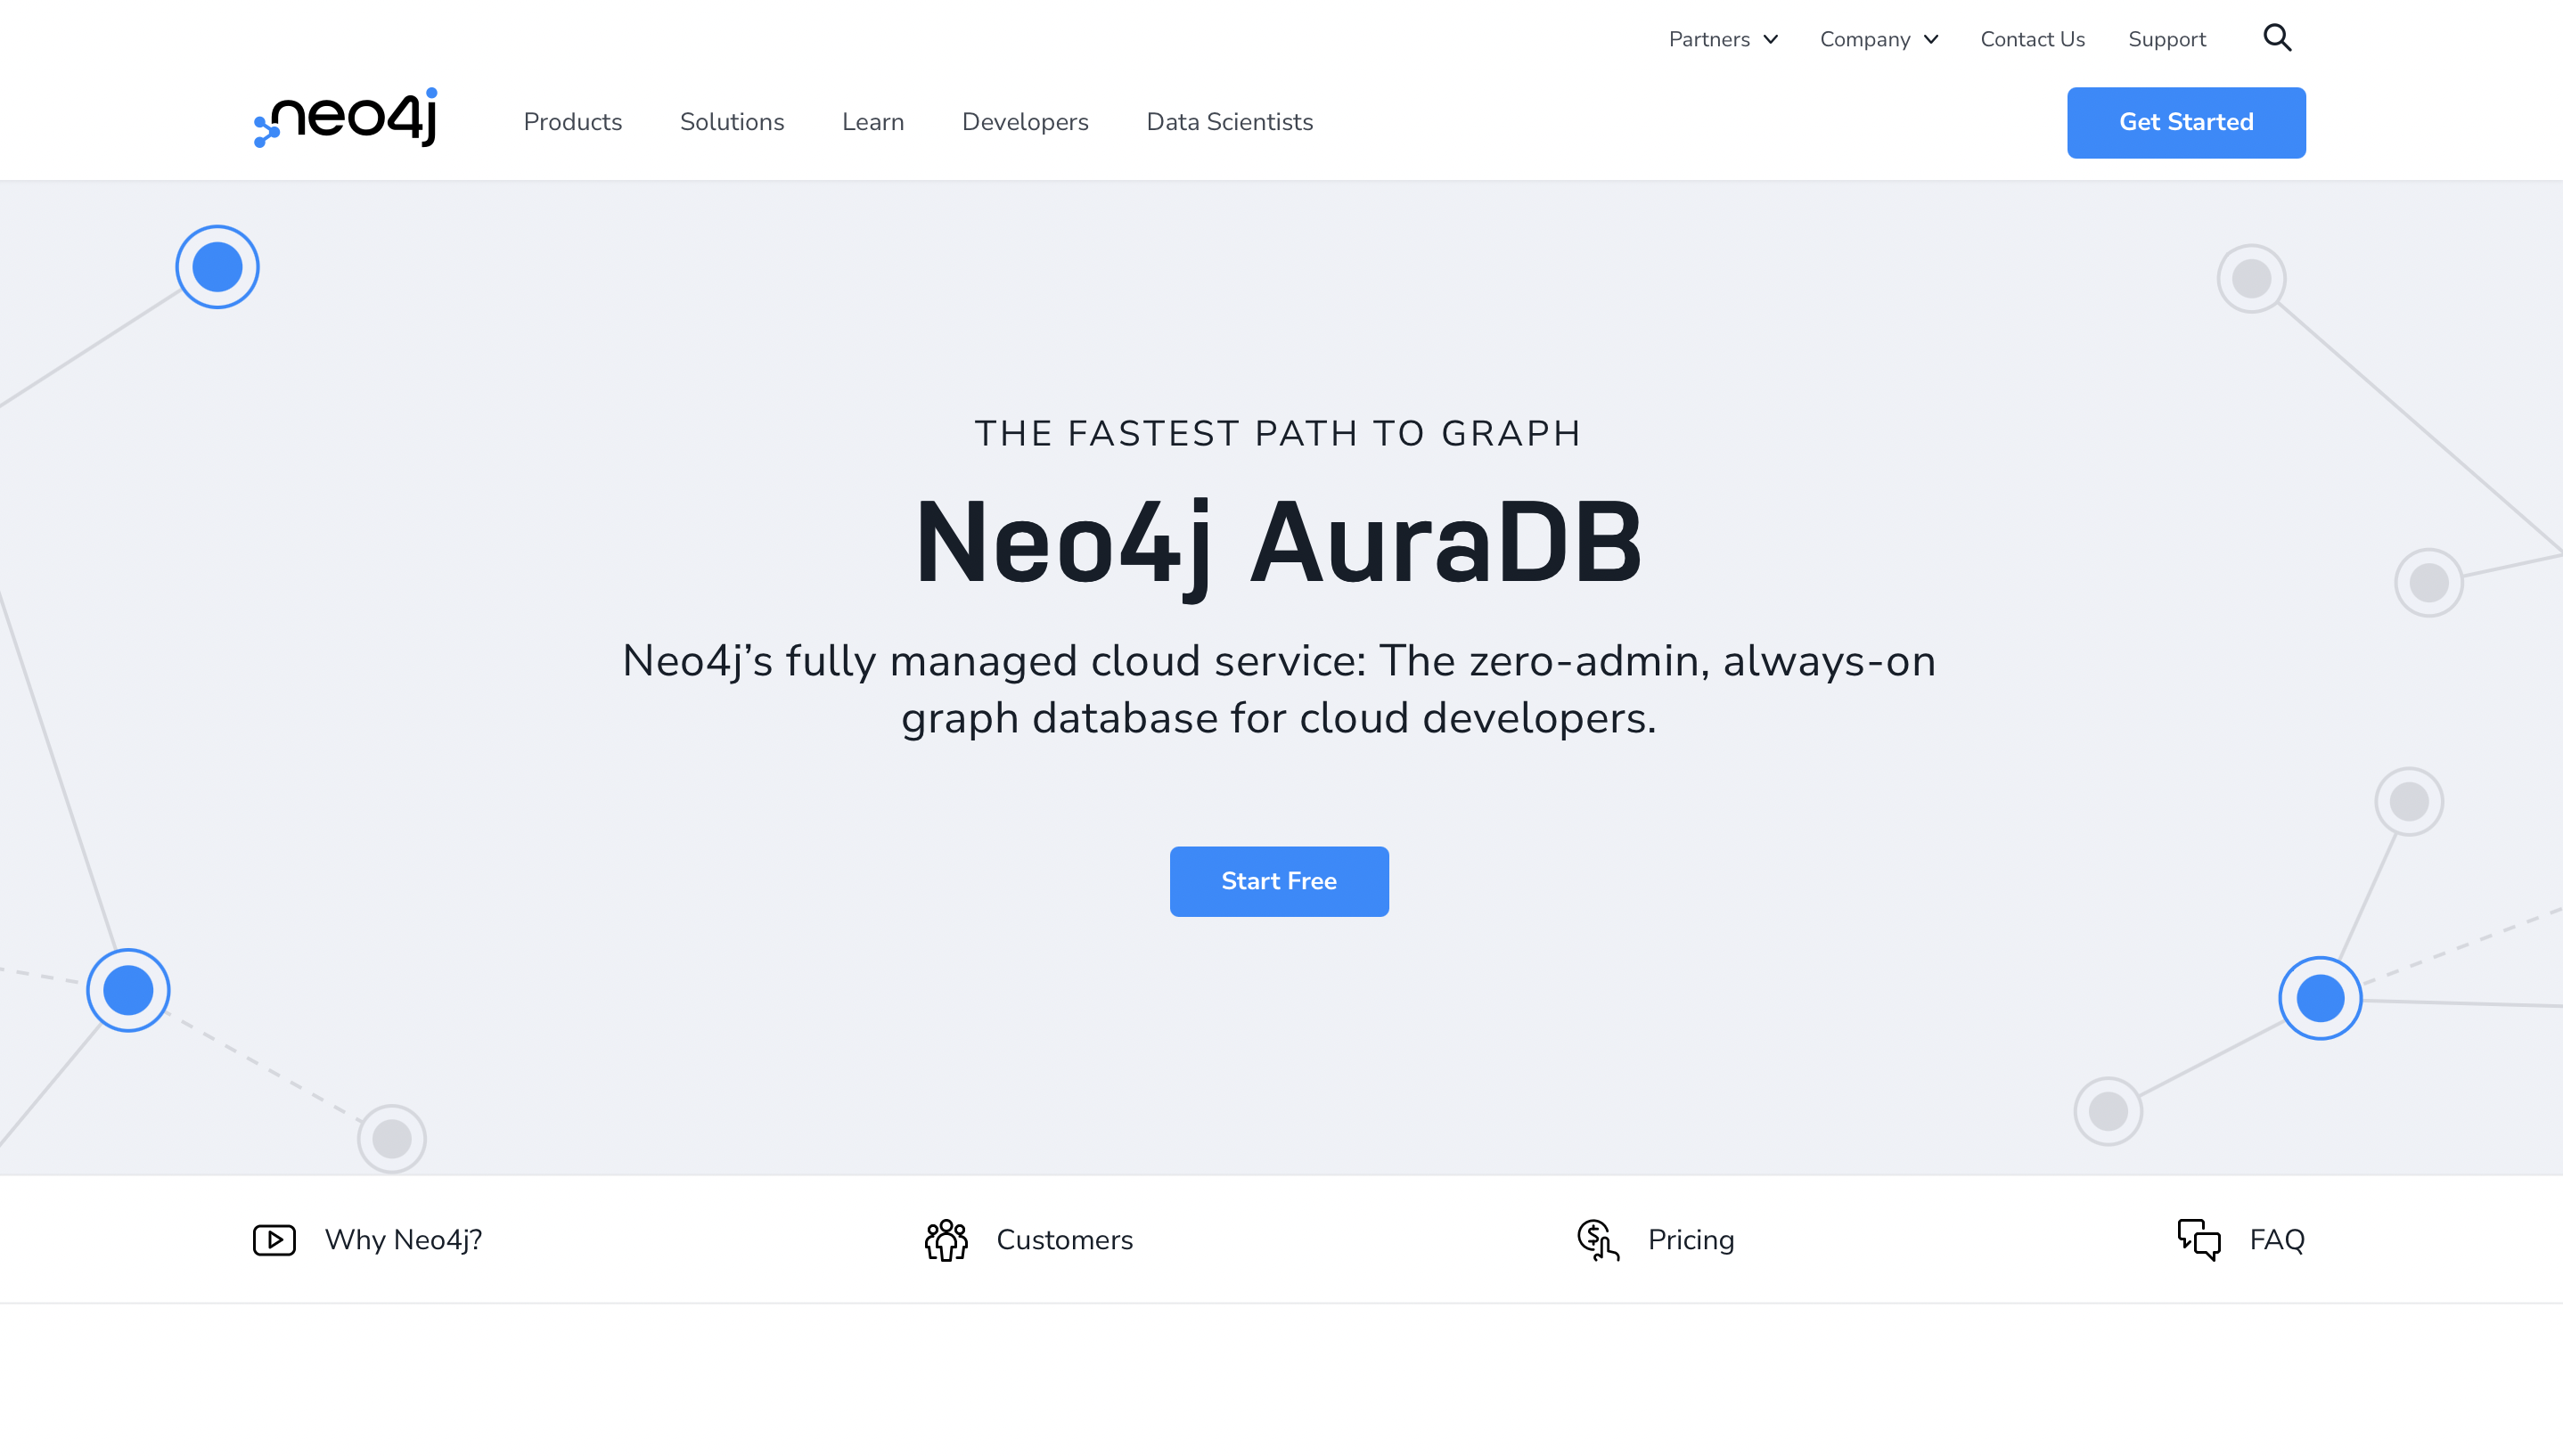 Partners
Company
Contact Us
Support
neo4j
Products
Solutions
Learn
Developers
Data Scientists
Get Started
THE FASTEST PATH TO GRAPH
Neo4j AuraDB
Neo4j’s fully managed cloud service: The zero-admin, always-on
graph database for cloud developers.
Start Free
Why Neo4j?
Customers
Pricing
FAQ